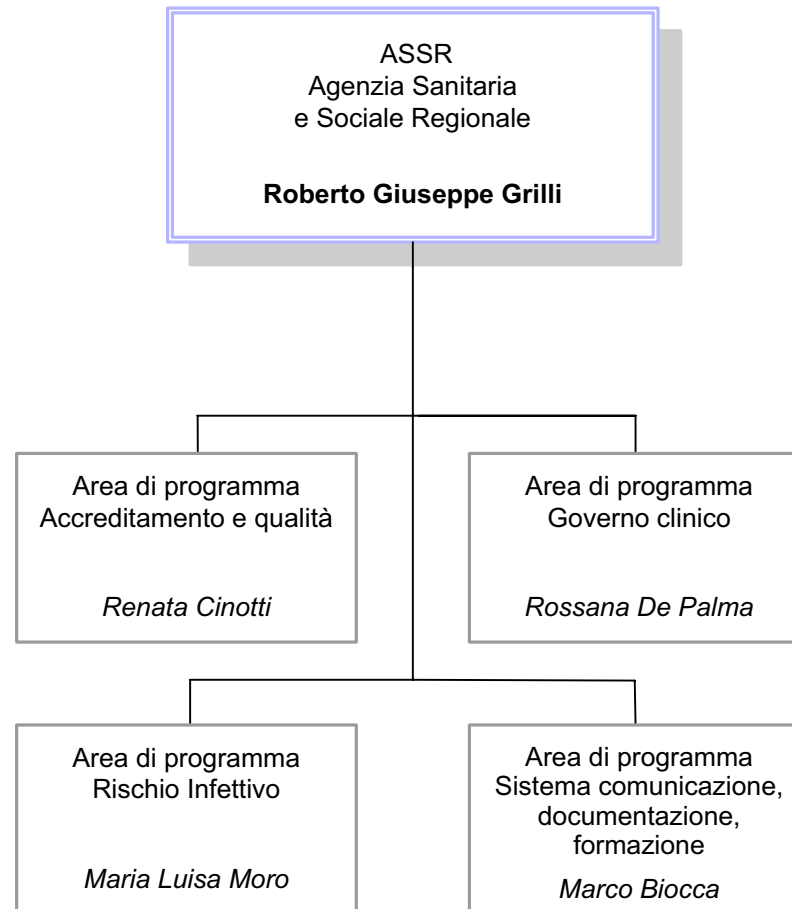 ASSR
Agenzia Sanitaria
e Sociale Regionale
Roberto Giuseppe Grilli
Area di programma
Accreditamento e qualità
Renata Cinotti
Area di programma
Governo clinico
Rossana De Palma
Area di programma
Rischio Infettivo
Maria Luisa Moro
Area di programma
Sistema comunicazione,
documentazione,
formazione
Marco Biocca